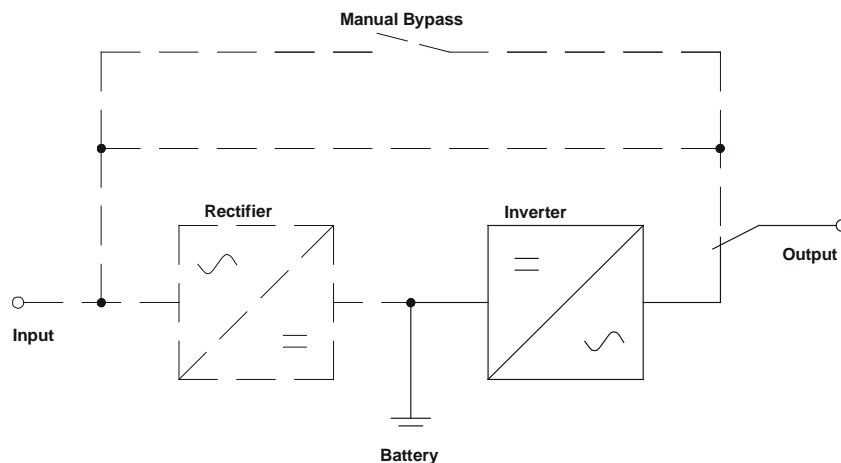 Manual Bypass
Rectifier
Inverter
Output
Input
Battery